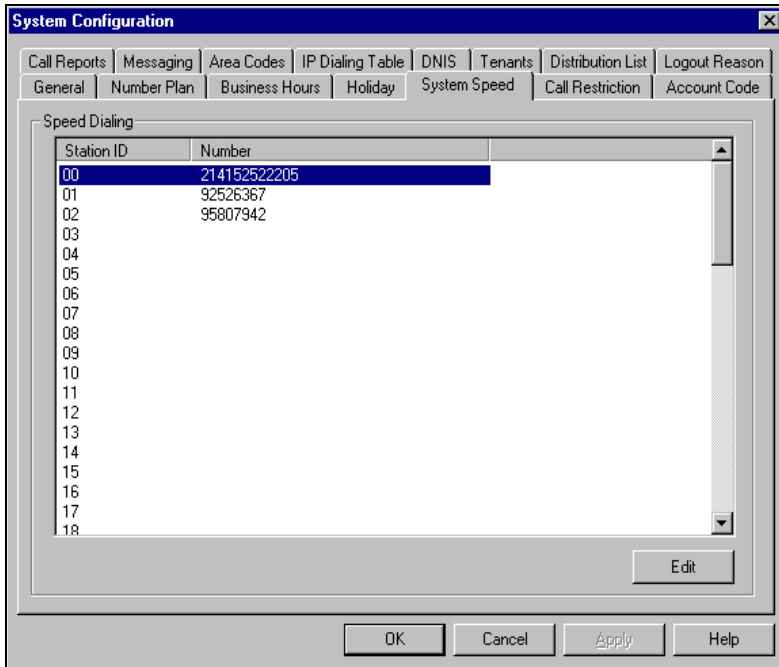 System Configuration
Call Reports Messaging Area Codes IP Dialing Table DNIS Tenants Distribution List Logout Reason
General Number Plan Business Hours Holiday System Speed Call Restriction Account Code
Speed Dialing
Station ID Number
00 214152522205
01 92526367
02 95807942
03
04
05
06
07
08
09
10
11
12
13
14
15
16
17
18
Edit
OK Cancel Apply Help